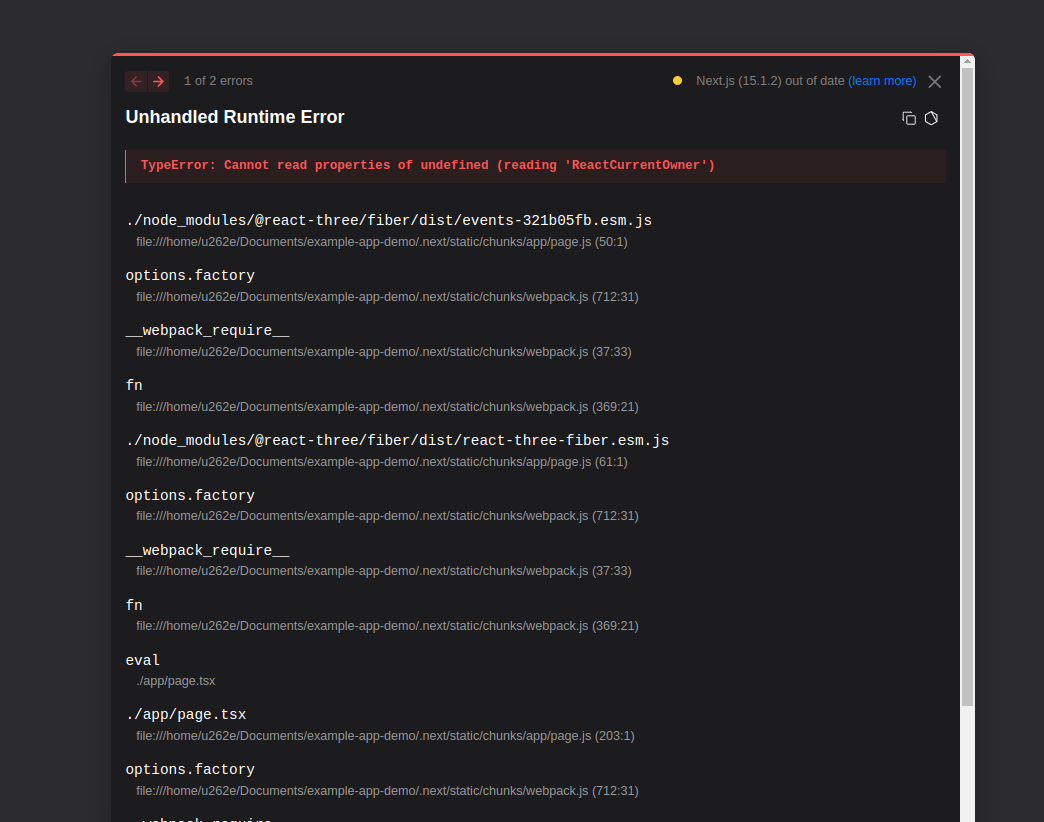 1 of 2 errors
Next.js (15.1.2) out of date (learn more)
Unhandled Runtime Error
TypeError: Cannot read properties of undefined (reading 'ReactCurrentOwner')
./node_modules/@react-three/fiber/dist/events-321b05fb.esm.js
file:///home/u262e/Documents/example-app-demo/.next/static/chunks/app/page.js (50:1)
options.factory
file:///home/u262e/Documents/example-app-demo/.next/static/chunks/webpack.js (712:31)
__webpack_require__
file:///home/u262e/Documents/example-app-demo/.next/static/chunks/webpack.js (37:33)
fn
file:///home/u262e/Documents/example-app-demo/.next/static/chunks/webpack.js (369:21)
./node_modules/@react-three/fiber/dist/react-three-fiber.esm.js
file:///home/u262e/Documents/example-app-demo/.next/static/chunks/app/page.js (61:1)
options.factory
file:///home/u262e/Documents/example-app-demo/.next/static/chunks/webpack.js (712:31)
__webpack_require__
file:///home/u262e/Documents/example-app-demo/.next/static/chunks/webpack.js (37:33)
fn
file:///home/u262e/Documents/example-app-demo/.next/static/chunks/webpack.js (369:21)
eval
./app/page.tsx
./app/page.tsx
file:///home/u262e/Documents/example-app-demo/.next/static/chunks/app/page.js (203:1)
options.factory
file:///home/u262e/Documents/example-app-demo/.next/static/chunks/webpack.js (712:31)